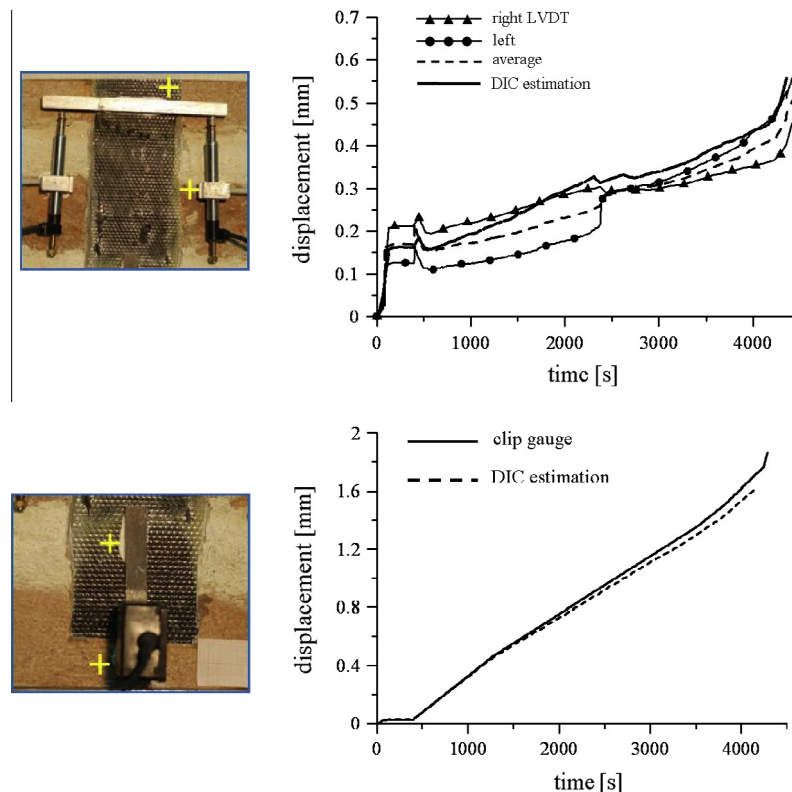 right LVDT
left
average
DIC estimation
0.7
0.6
0.5
0.4
0.3
0.2
0.1
0
displacement [mm]
0 1000 2000 3000 4000
time [s]
clip gauge
DIC estimation
2
1.6
1.2
0.8
0.4
0
displacement [mm]
0 1000 2000 3000 4000
time [s]